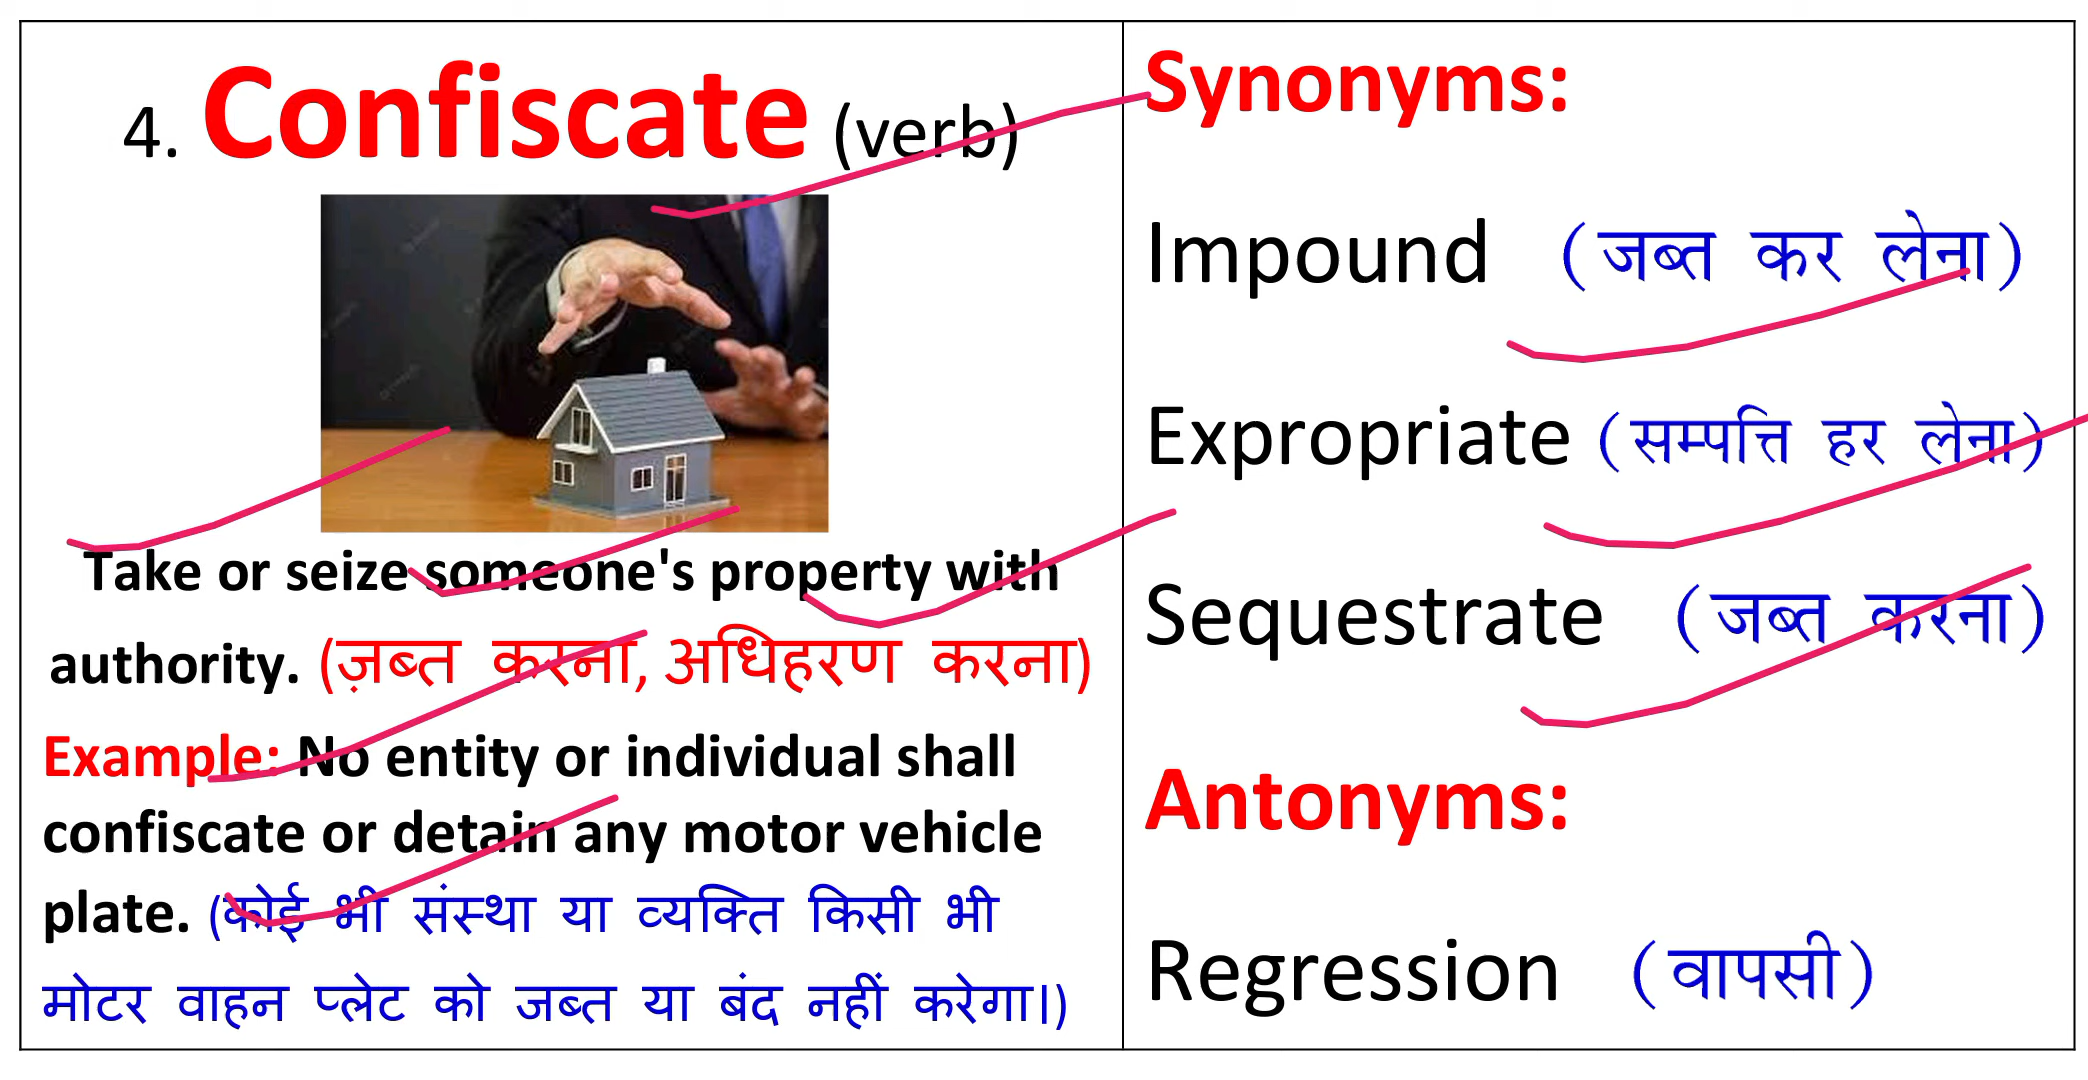 4. Confiscate (verb)
Take or seize someone's property with
authority. (ज़ब्त करना, अधिहरण करना)
Example: No entity or individual shall
confiscate or detain any motor vehicle
plate. (कोई भी संस्था या व्यक्ति किसी भी
मोटर वाहन प्लेट को जब्त या बंद नहीं करेगा।)
Synonyms:
Impound (जब्त कर लेना)
Expropriate (सम्पत्ति हर लेना)
Sequestrate (जब्त करना)
Antonyms:
Regression (वापसी)